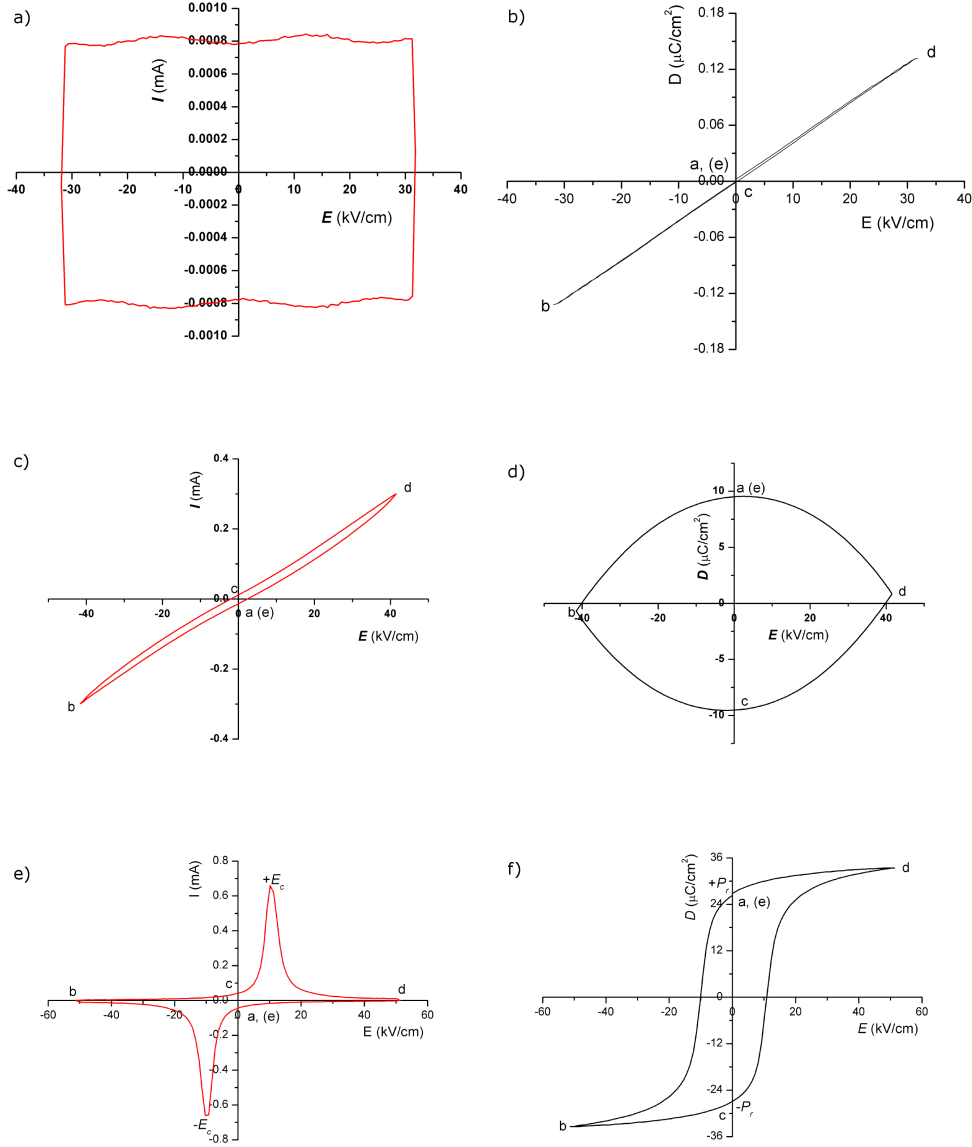 a)
I (mA)
0.0010
0.0008
0.0006
0.0004
0.0002
0.0000
-0.0002
-0.0004
-0.0006
-0.0008
-0.0010
-40 -30 -20 -10 0 10 20 30 40
E (kV/cm)
b)
D (μC/cm²)
0.18
0.12
0.06
0.00
-0.06
-0.12
-0.18
-40 -30 -20 -10 0 10 20 30 40
E (kV/cm)
d
a, (e)
c
b
c)
I (mA)
0.4
0.2
0.0
-0.2
-0.4
-40 -20 0 20 40
E (kV/cm)
d
c
a (e)
b
d)
D (μC/cm²)
10
5
0
-5
-10
-40 -20 0 20 40
E (kV/cm)
a (e)
d
b
c
e)
I (mA)
0.8
0.6
0.4
0.2
0.0
-0.2
-0.4
-0.6
-0.8
-60 -40 -20 0 20 40 60
E (kV/cm)
+Ec
c
b
d
a, (e)
-Ec
f)
D (μC/cm²)
36
24
12
0
-12
-24
-36
-60 -40 -20 0 20 40 60
E (kV/cm)
+Pr
d
a, (e)
c
-Pr
b